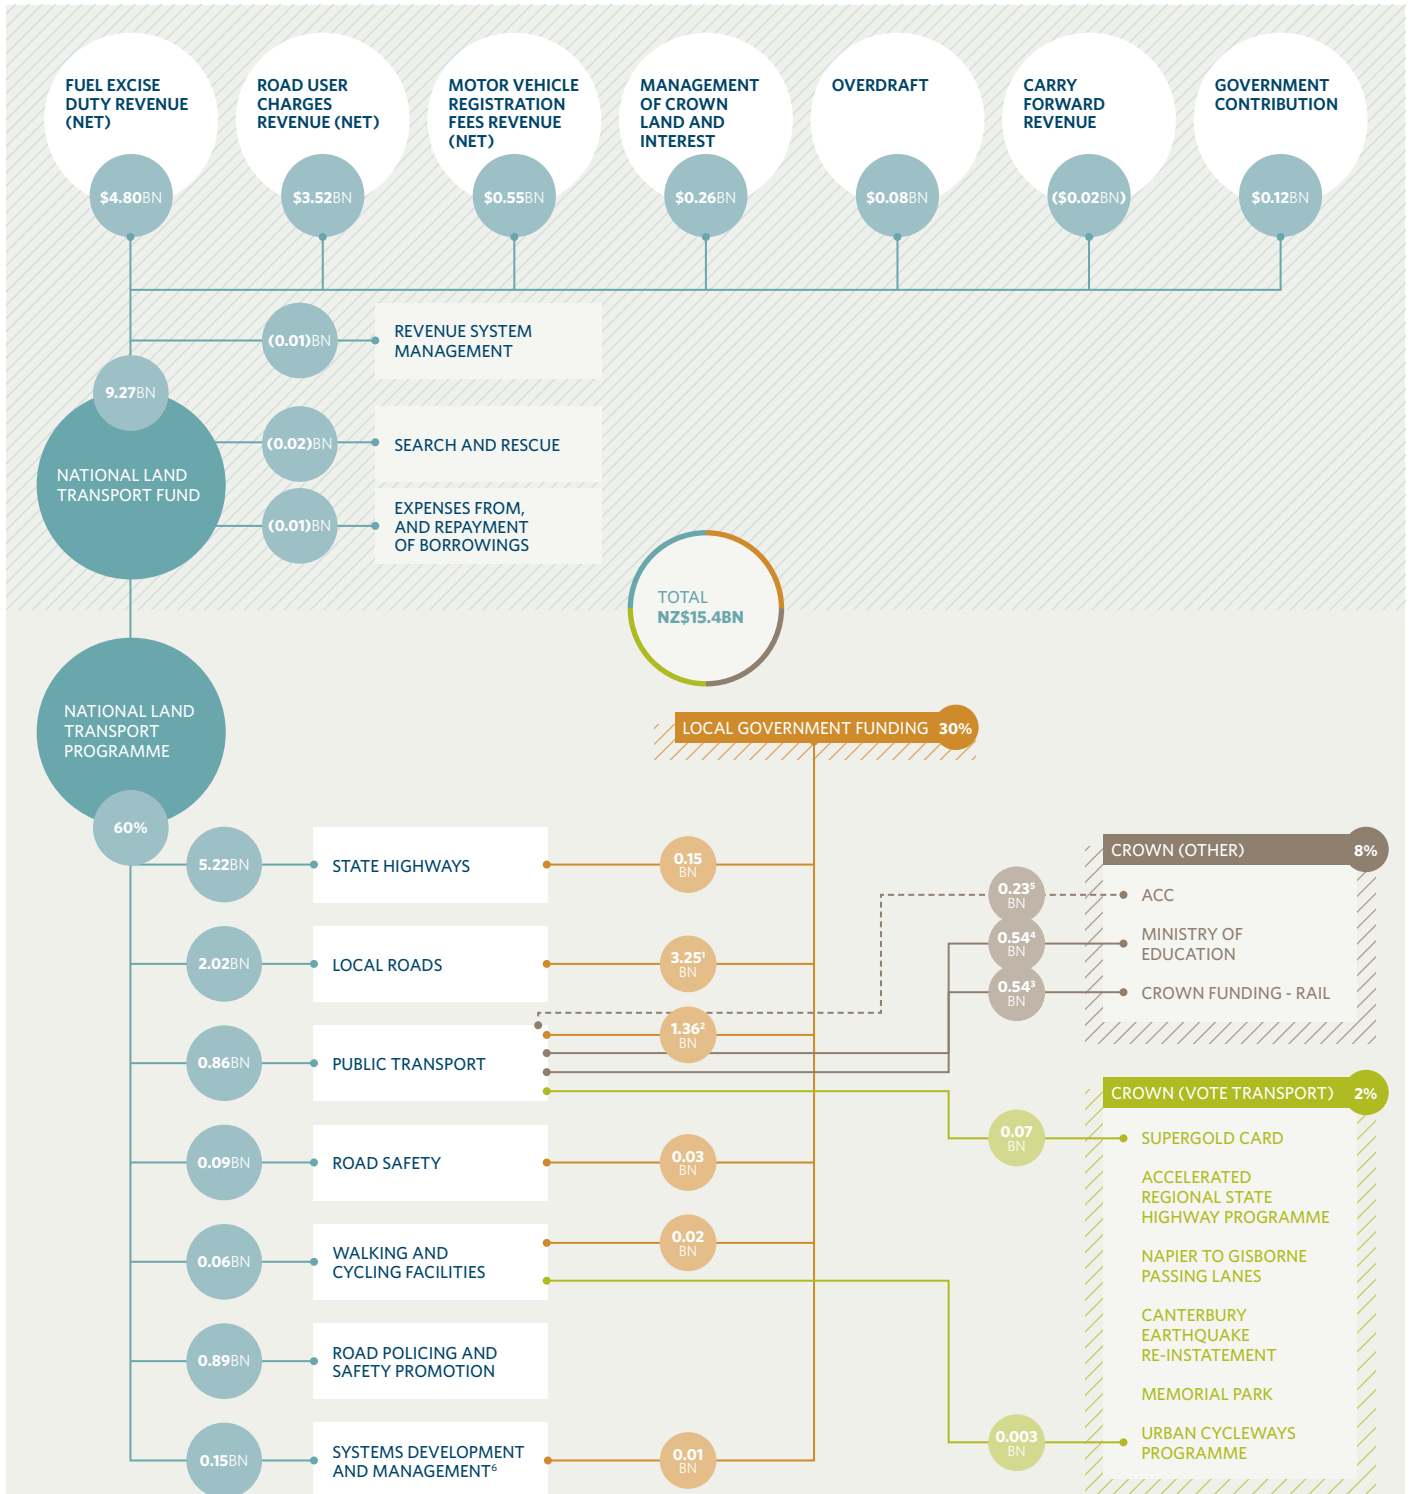 FUEL EXCISE
DUTY REVENUE
(NET)
$4.80BN
ROAD USER
CHARGES
REVENUE (NET)
$3.52BN
MOTOR VEHICLE
REGISTRATION
FEES REVENUE
(NET)
$0.55BN
MANAGEMENT
OF CROWN
LAND AND
INTEREST
$0.26BN
OVERDRAFT
$0.08BN
CARRY
FORWARD
REVENUE
($0.02BN)
GOVERNMENT
CONTRIBUTION
$0.12BN
(0.01)BN
REVENUE SYSTEM
MANAGEMENT
9.27BN
NATIONAL LAND
TRANSPORT FUND
(0.02)BN
SEARCH AND RESCUE
(0.01)BN
EXPENSES FROM,
AND REPAYMENT
OF BORROWINGS
TOTAL
NZ$15.4BN
NATIONAL LAND
TRANSPORT
PROGRAMME
60%
LOCAL GOVERNMENT FUNDING 30%
5.22BN
STATE HIGHWAYS
0.15
BN
2.02BN
LOCAL ROADS
3.25¹
BN
0.86BN
PUBLIC TRANSPORT
1.36²
BN
0.09BN
ROAD SAFETY
0.03
BN
0.06BN
WALKING AND
CYCLING FACILITIES
0.02
BN
0.89BN
ROAD POLICING AND
SAFETY PROMOTION
0.15BN
SYSTEMS DEVELOPMENT
AND MANAGEMENT⁶
0.01
BN
CROWN (OTHER) 8%
0.23⁵
BN
ACC
0.54⁴
BN
MINISTRY OF
EDUCATION
0.54³
BN
CROWN FUNDING - RAIL
CROWN (VOTE TRANSPORT) 2%
0.07
BN
SUPERGOLD CARD
ACCELERATED
REGIONAL STATE
HIGHWAY PROGRAMME
NAPIER TO GISBORNE
PASSING LANES
CANTERBURY
EARTHQUAKE
RE-INSTATEMENT
MEMORIAL PARK
0.003
BN
URBAN CYCLEWAYS
PROGRAMME